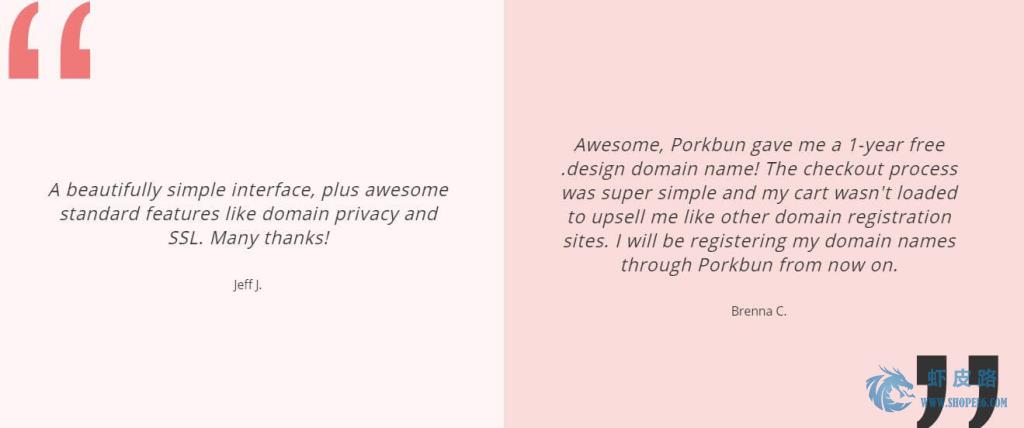 A beautifully simple interface, plus awesome
standard features like domain privacy and
SSL. Many thanks!
Jeff J.
Awesome, Porkbun gave me a 1-year free
.design domain name! The checkout process
was super simple and my cart wasn't loaded
to upsell me like other domain registration
sites. I will be registering my domain names
through Porkbun from now on.
Brenna C.
虾皮路